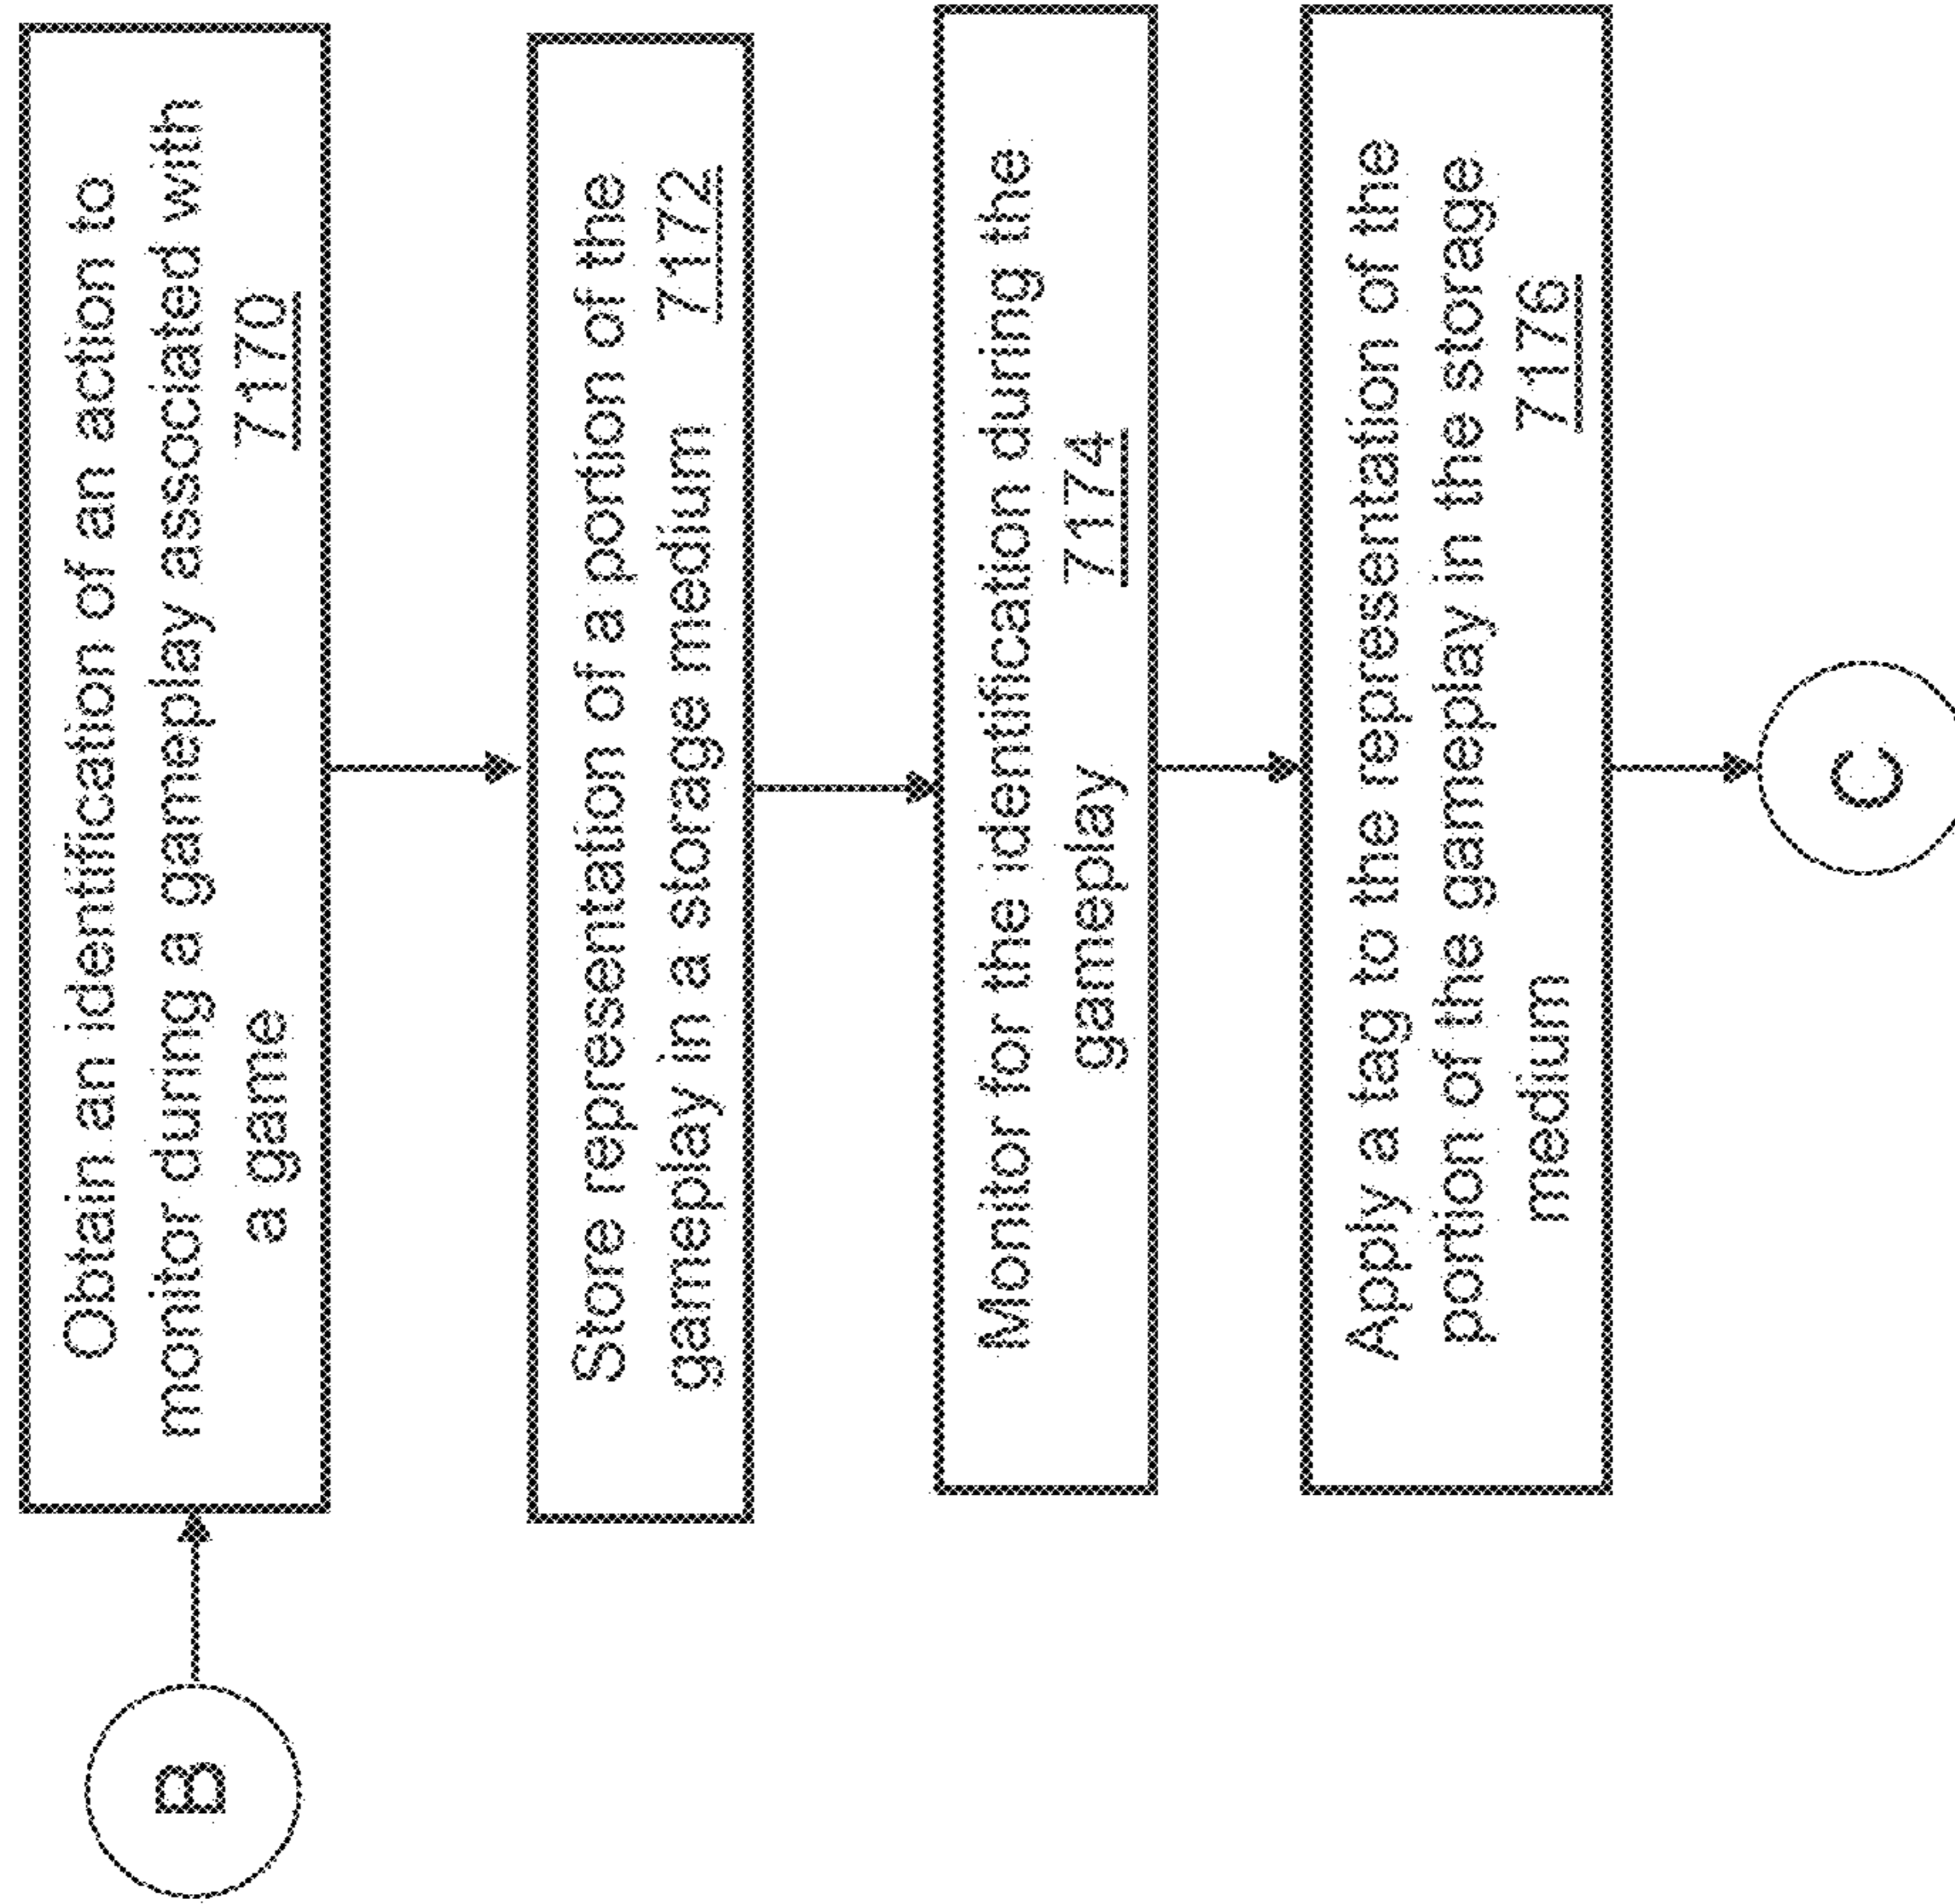 B
Obtain an identification of an action to
monitor during a gameplay associated with
a game 7170
Store representation of a portion of the
gameplay in a storage medium 7172
Monitor for the identification during the
gameplay 7174
Apply a tag to the representation of the
portion of the gameplay in the storage
medium 7176
C